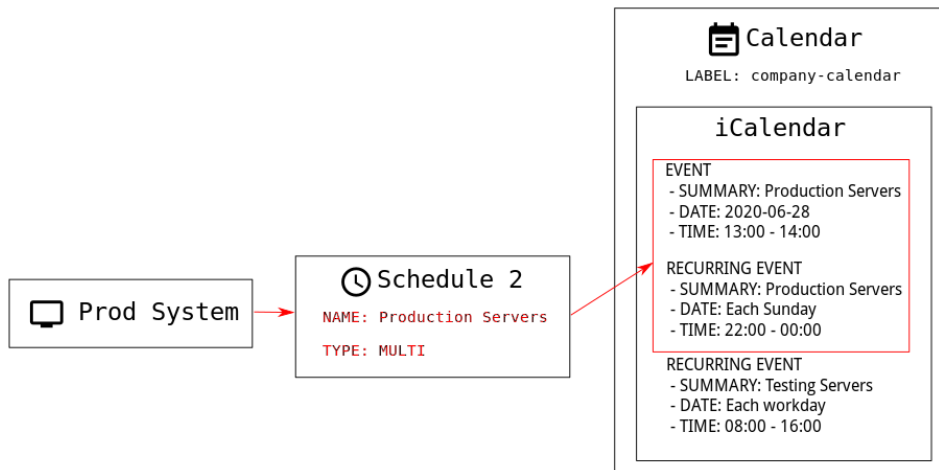 Calendar
LABEL: company-calendar
iCalendar
EVENT
- SUMMARY: Production Servers
- DATE: 2020-06-28
- TIME: 13:00 - 14:00
RECURRING EVENT
- SUMMARY: Production Servers
- DATE: Each Sunday
- TIME: 22:00 - 00:00
RECURRING EVENT
- SUMMARY: Testing Servers
- DATE: Each workday
- TIME: 08:00 - 16:00
Schedule 2
NAME: Production Servers
TYPE: MULTI
Prod System